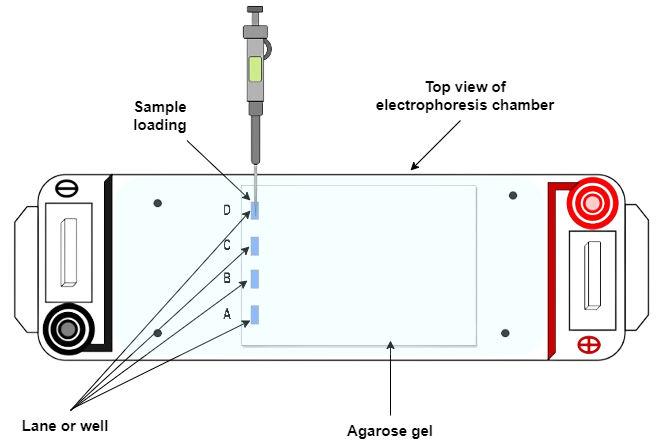 Top view of
electrophoresis chamber
Sample
loading
D
C
B
A
Lane or well
Agarose gel